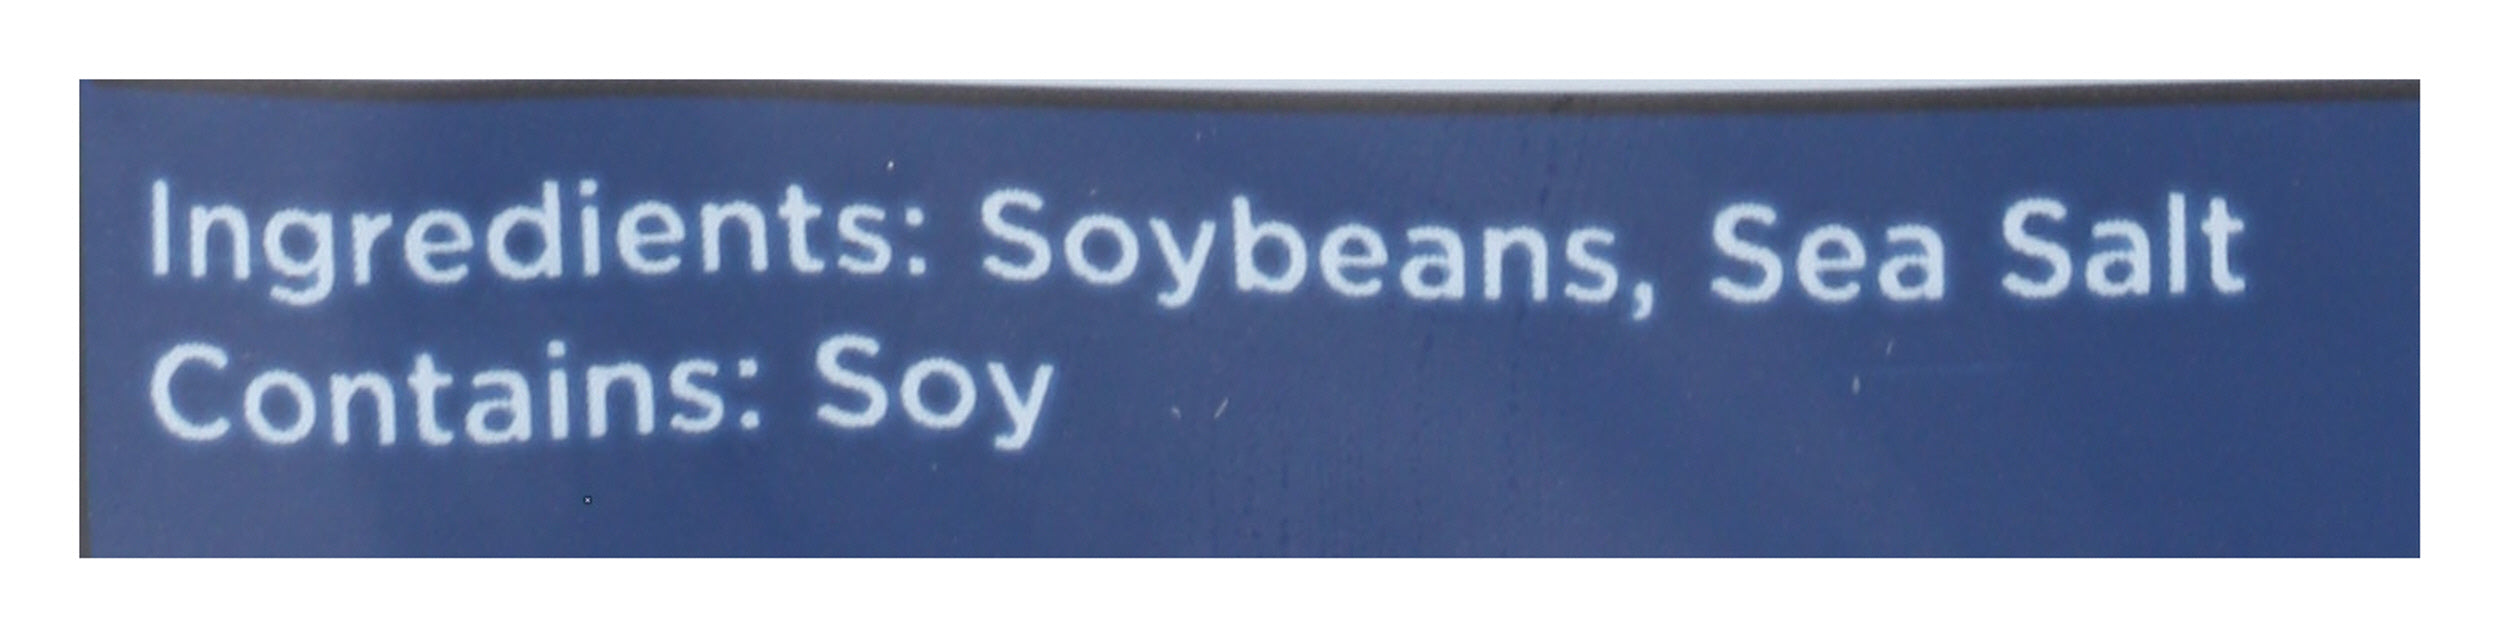 Ingredients: Soybeans, Sea Salt
Contains: Soy